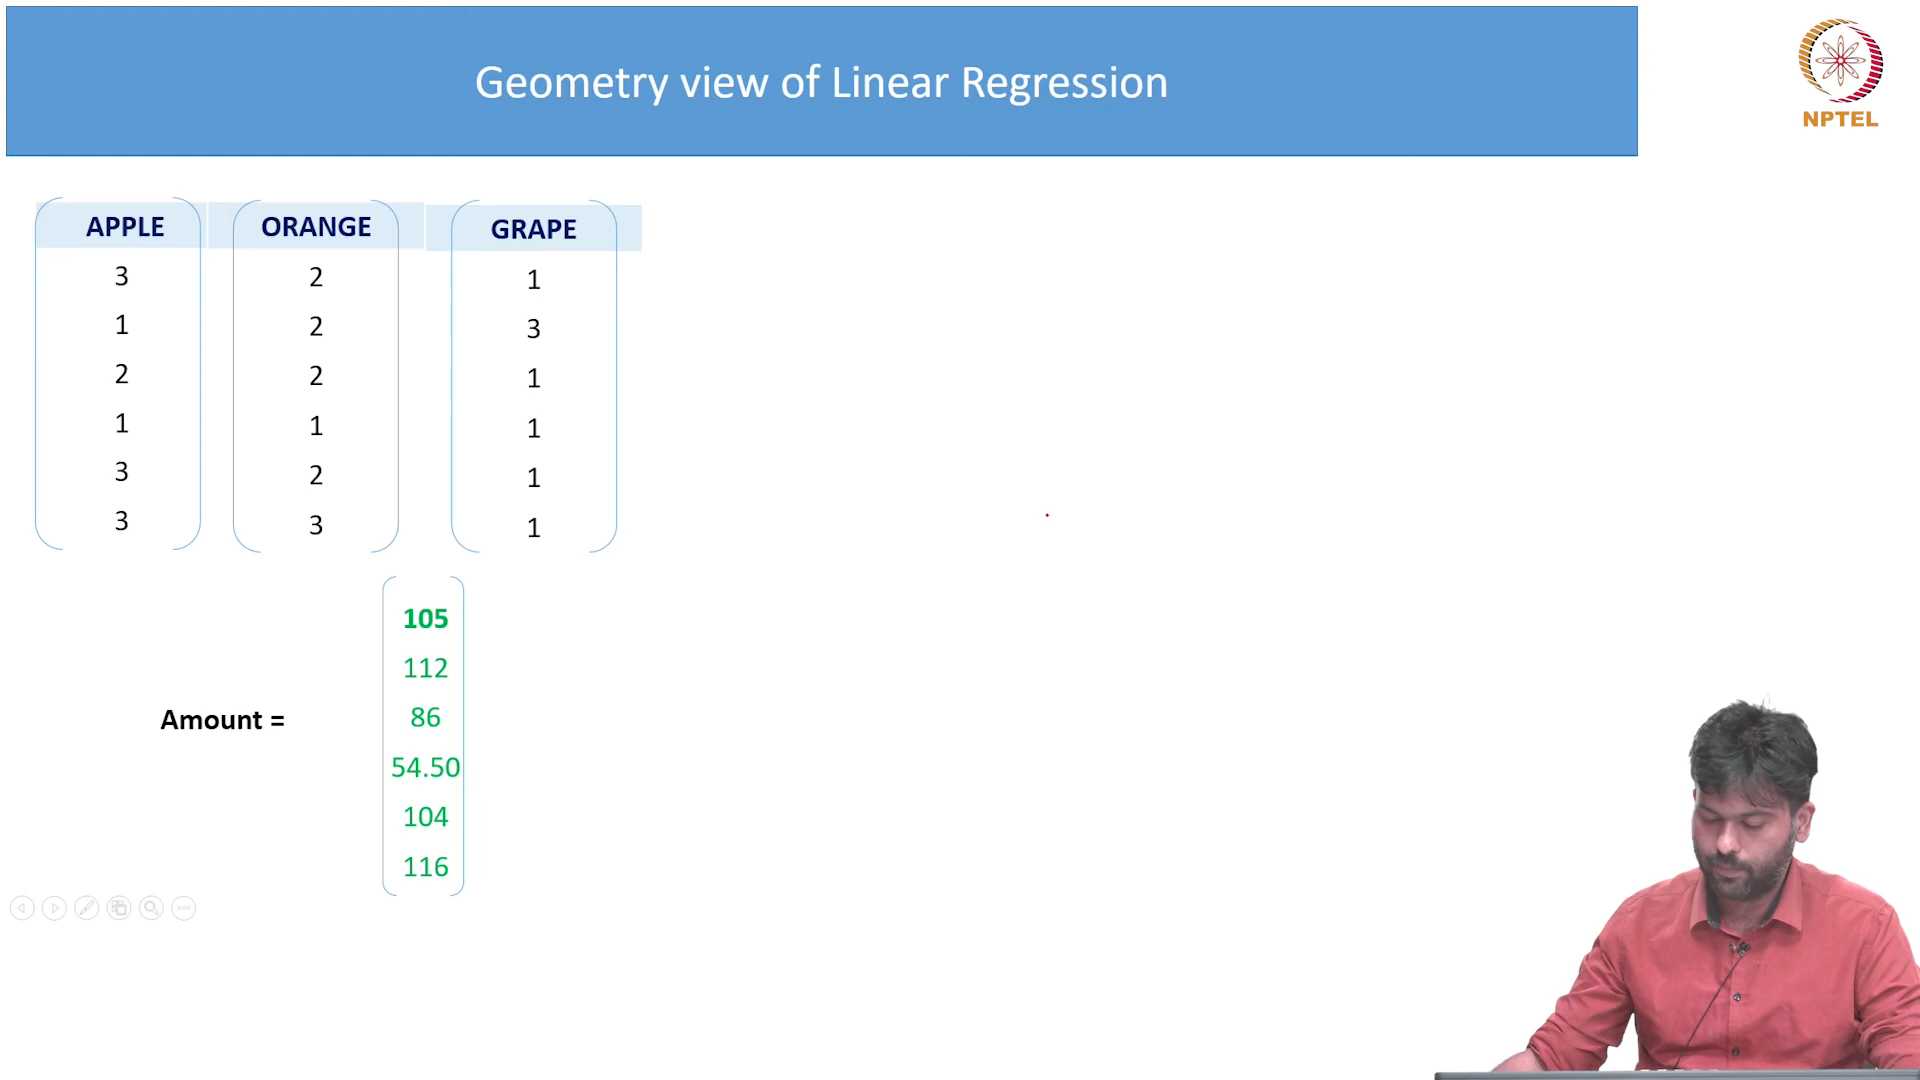 Geometry view of Linear Regression
NPTEL
APPLE ORANGE GRAPE
3 2 1
1 2 3
2 2 1
1 1 1
3 2 1
3 3 1
105
112
86
Amount =
54.50
104
116